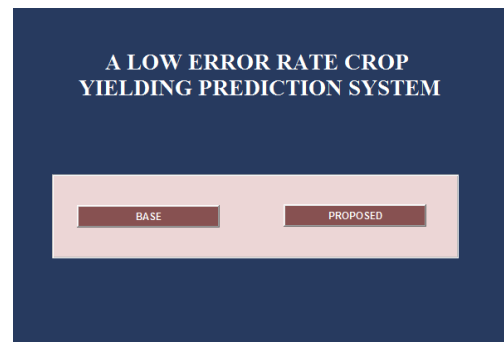 A LOW ERROR RATE CROP
YIELDING PREDICTION SYSTEM
BASE
PROPOSED